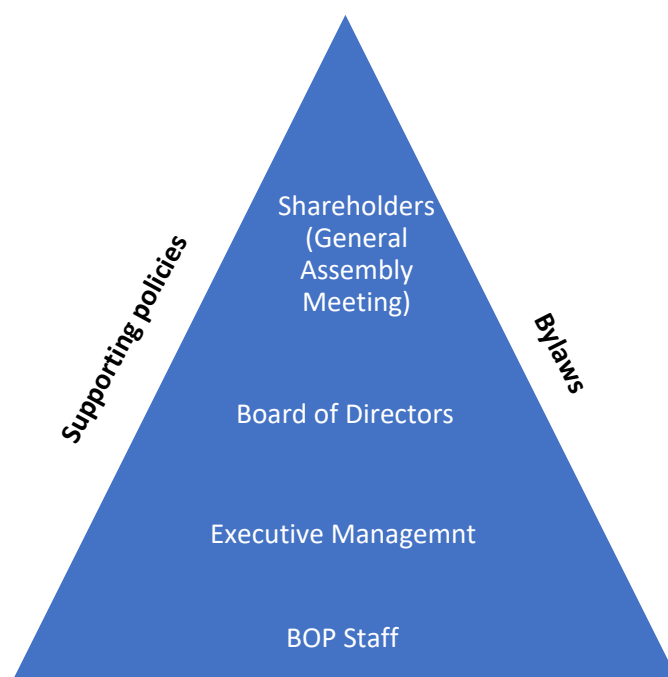 Supporting policies
Shareholders
(General
Assembly
Meeting)
Bylaws
Board of Directors
Executive Managemnt
BOP Staff